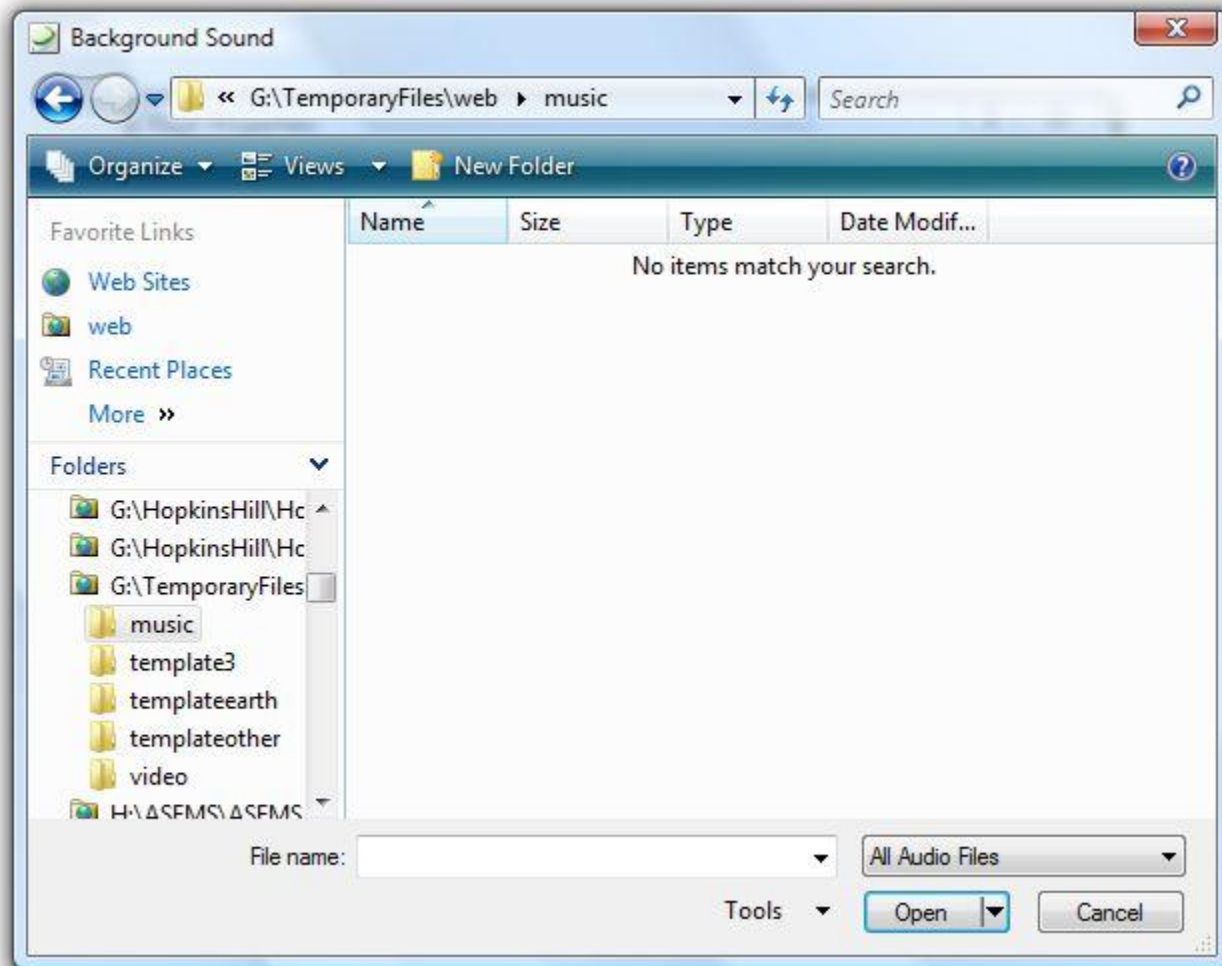 Background Sound
« G:\TemporaryFiles\web ▸ music
Search
Organize Views New Folder
Favorite Links
Web Sites
web
Recent Places
More »
Folders
G:\HopkinsHill\Hc
G:\HopkinsHill\Hc
G:\TemporaryFiles
music
template3
templateearth
templateother
video
H:\ASEMS\ASEMS
Name Size Type Date Modif...
No items match your search.
File name:
All Audio Files
Tools Open Cancel